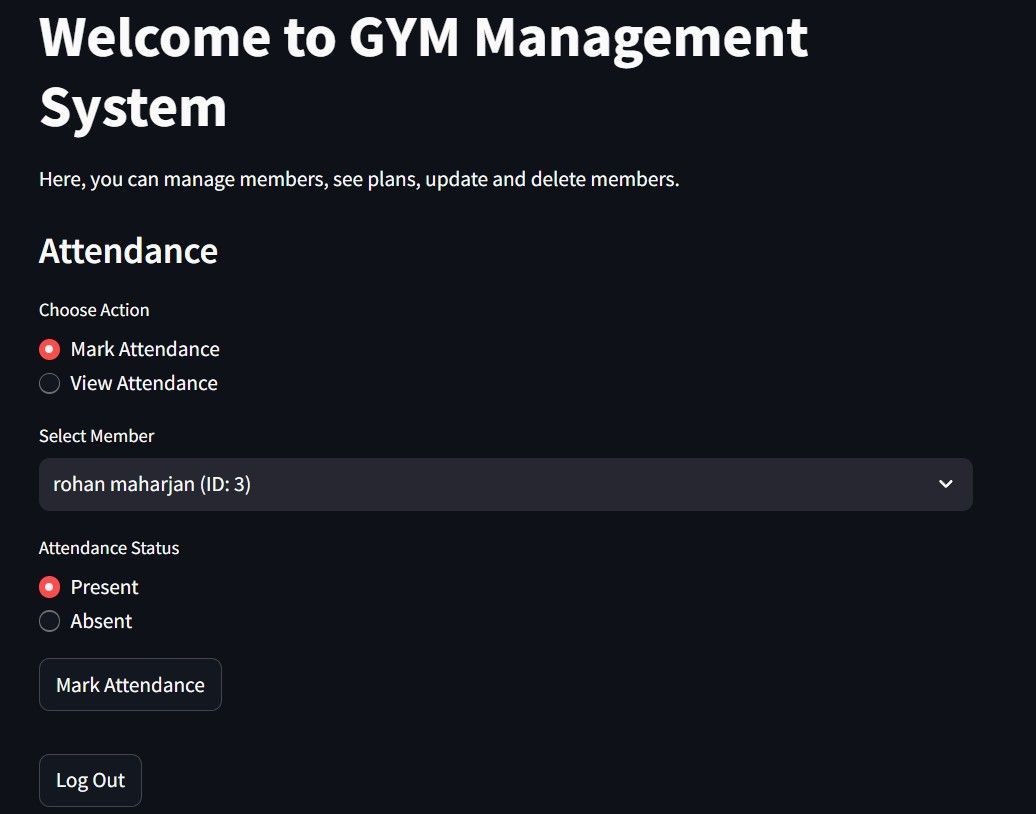 Welcome to GYM Management
System
Here, you can manage members, see plans, update and delete members.
Attendance
Choose Action
Mark Attendance
View Attendance
Select Member
rohan maharjan (ID: 3)
Attendance Status
Present
Absent
Mark Attendance
Log Out